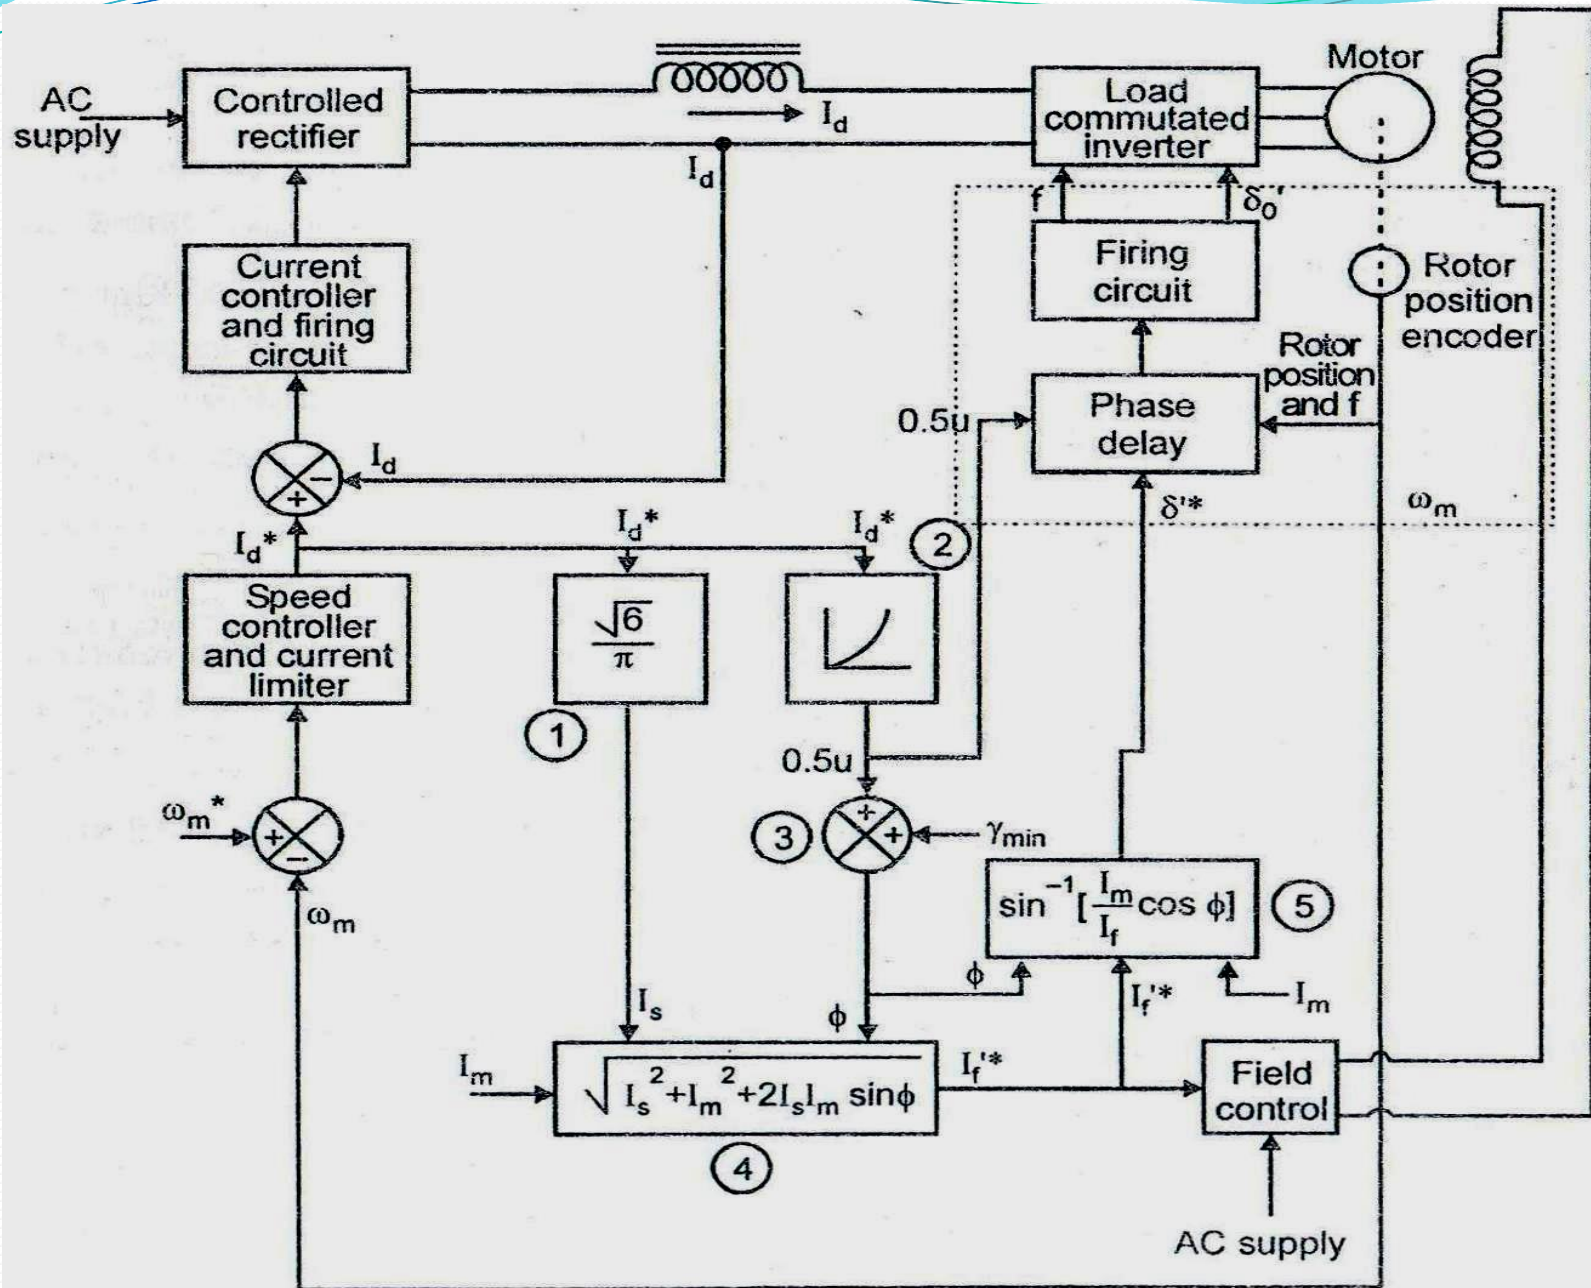 Motor
AC
supply
Controlled
rectifier
I_d
Load
commutated
inverter
I_d
f
δ₀'
Current
controller
and firing
circuit
Firing
circuit
Rotor
position
encoder
Rotor
position
and f
0.5u
Phase
delay
I_d
−
+
I_d*
I_d*
I_d*
2
δ'*
ω_m
Speed
controller
and current
limiter
√6
π
1
0.5u
ω_m*
+
−
3
+
+
γ_min
ω_m
sin⁻¹[I_m/I_f cos φ]
5
φ
I_f'*
I_m
I_s
φ
I_m
√I_s²+I_m²+2I_sI_m sinφ
I_f'*
Field
control
4
AC supply